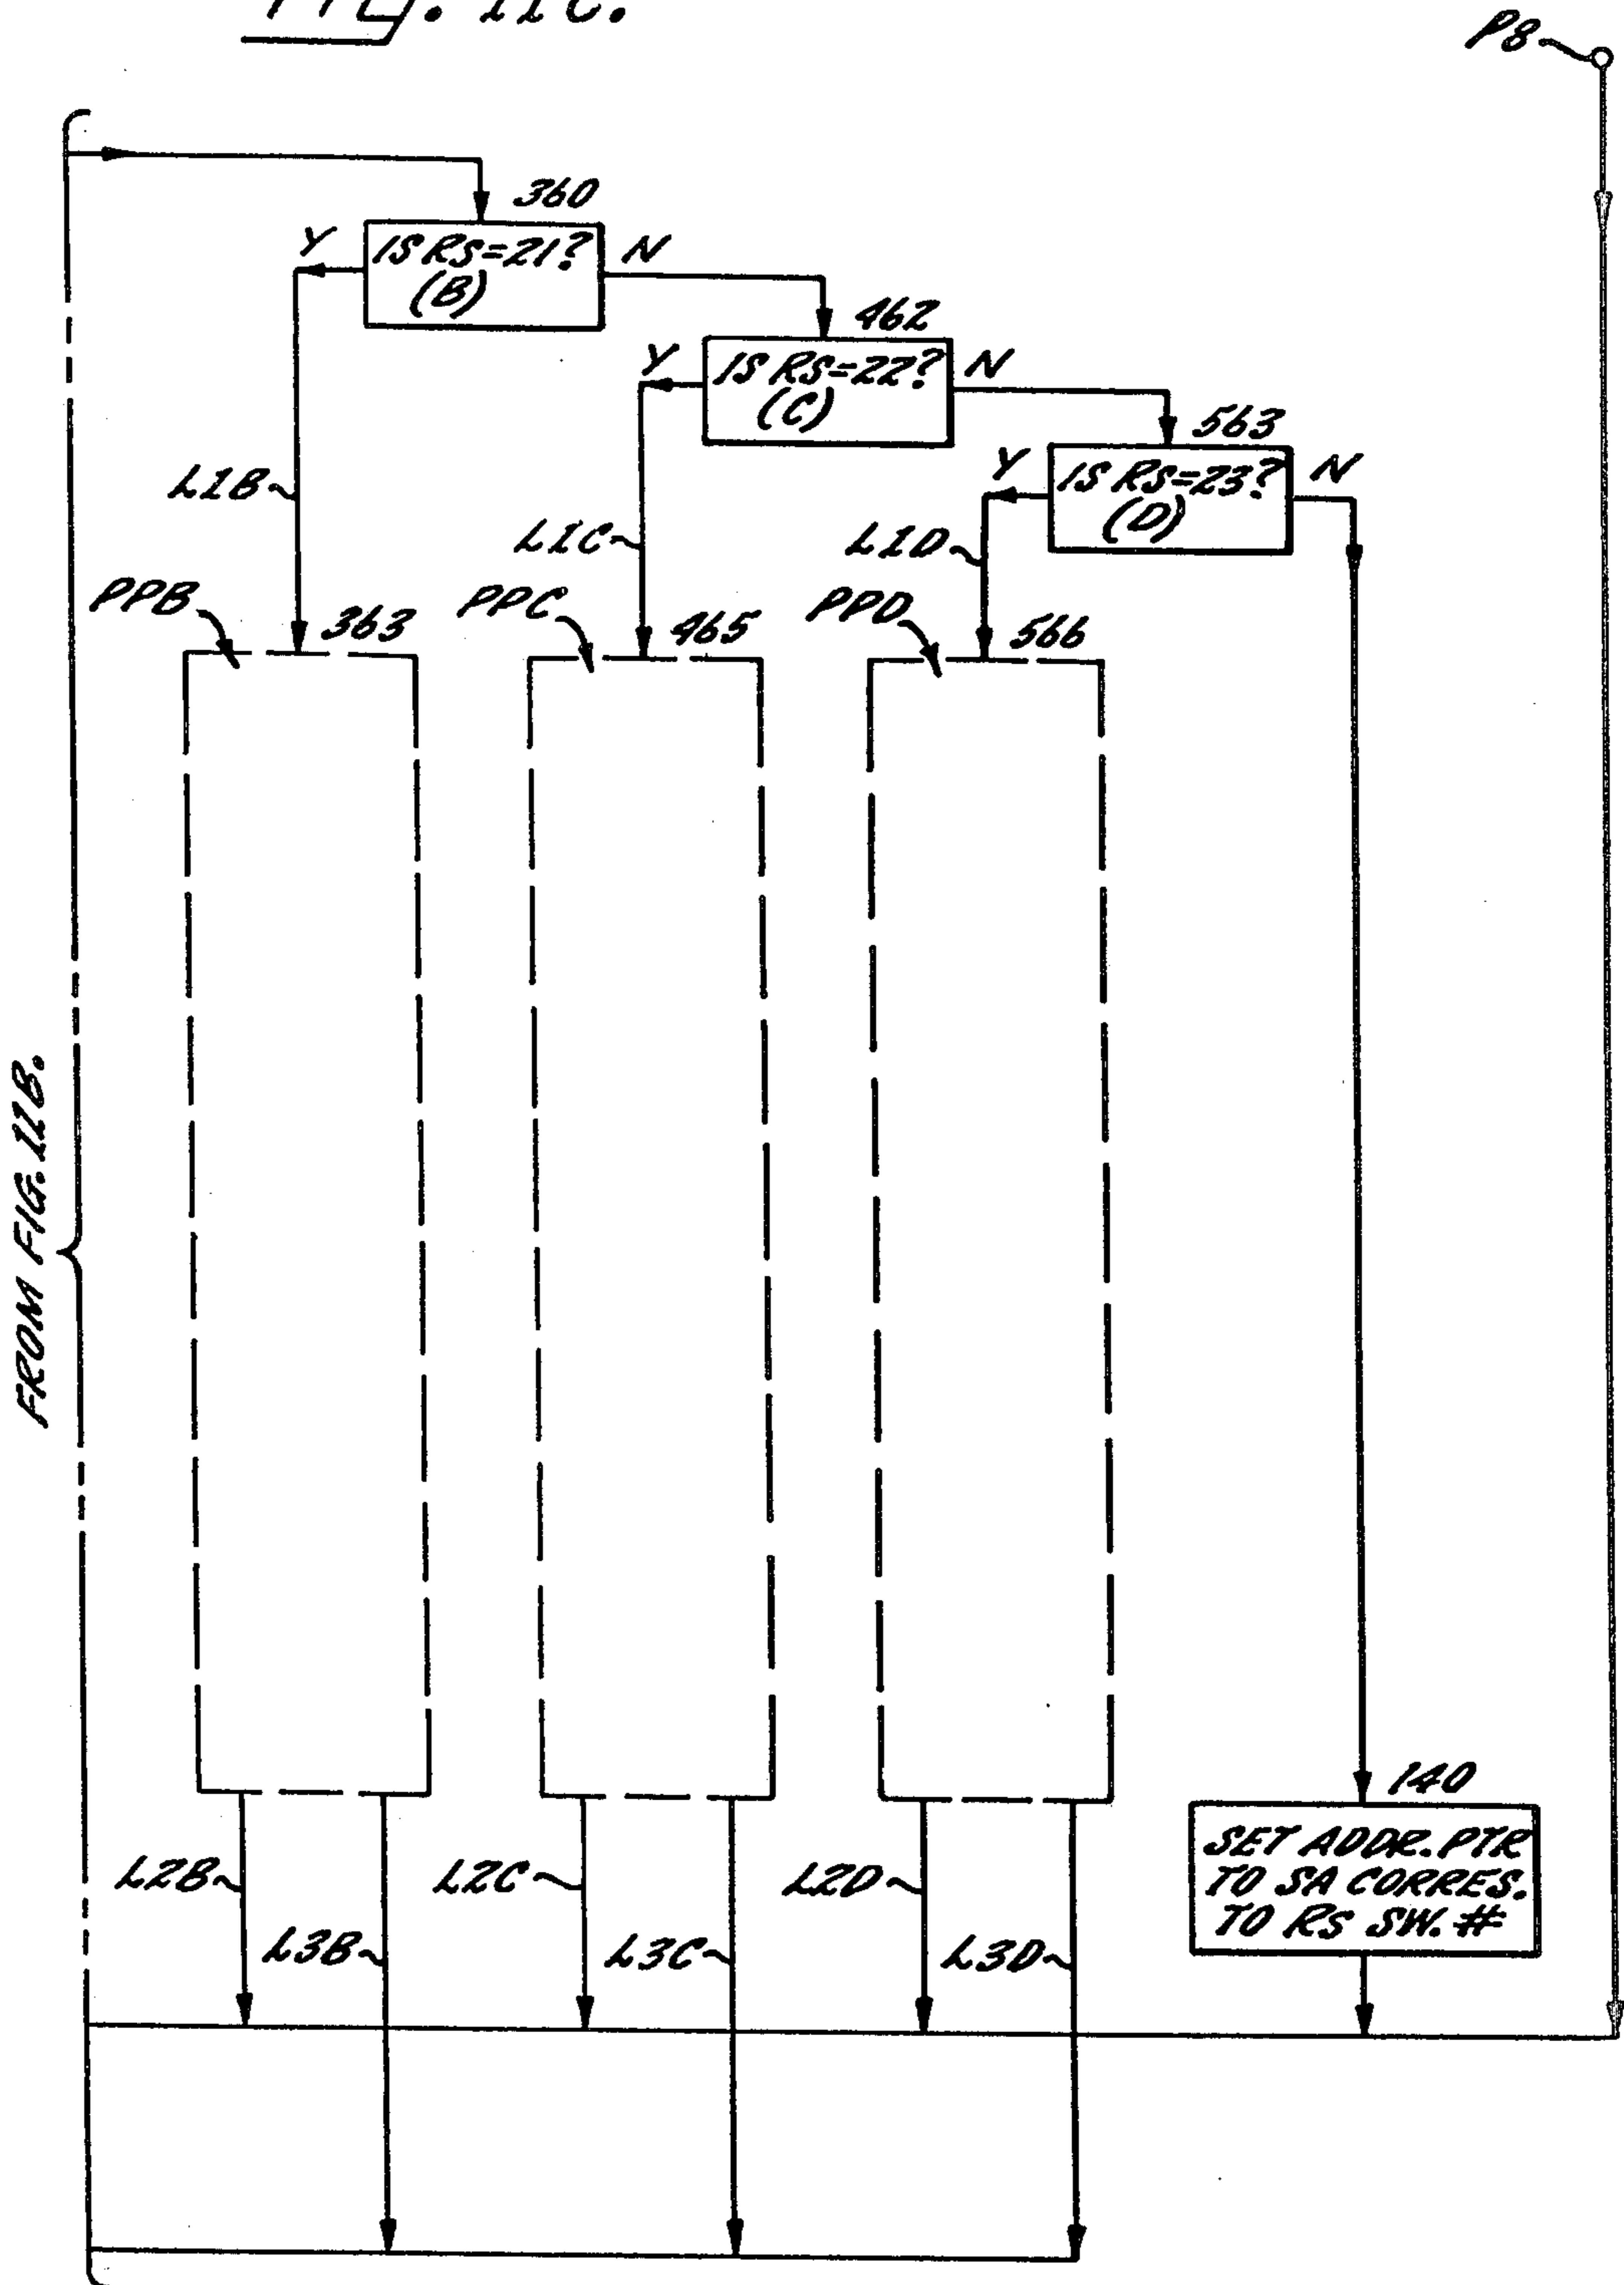 FIG. 11C.
P8
360
Y
IS RS=21?
(B)
N
462
Y
IS RS=22?
(C)
N
563
Y
IS RS=23?
(D)
N
L1B
L1C
L1D
PPB
363
PPC
465
PPD
566
FROM FIG. 11B.
140
SET ADDR. PTR
TO SA CORRES.
TO RS SW. #
L2B
L2C
L2D
L3B
L3C
L3D